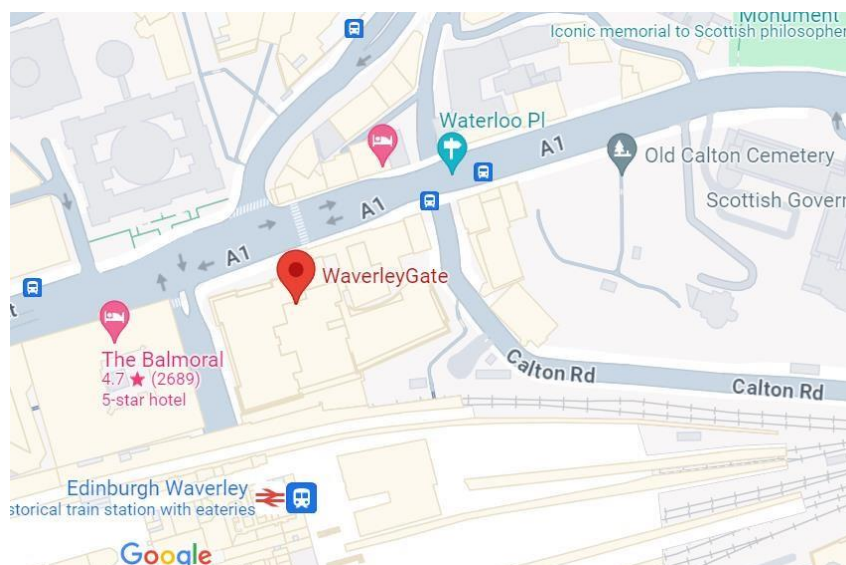 Monument
Iconic memorial to Scottish philosopher
Waterloo Pl
A1
Old Calton Cemetery
A1
Scottish Govern
A1
WaverleyGate
t
The Balmoral
4.7 ★ (2689)
5-star hotel
Calton Rd
Calton Rd
Edinburgh Waverley
storical train station with eateries
Google